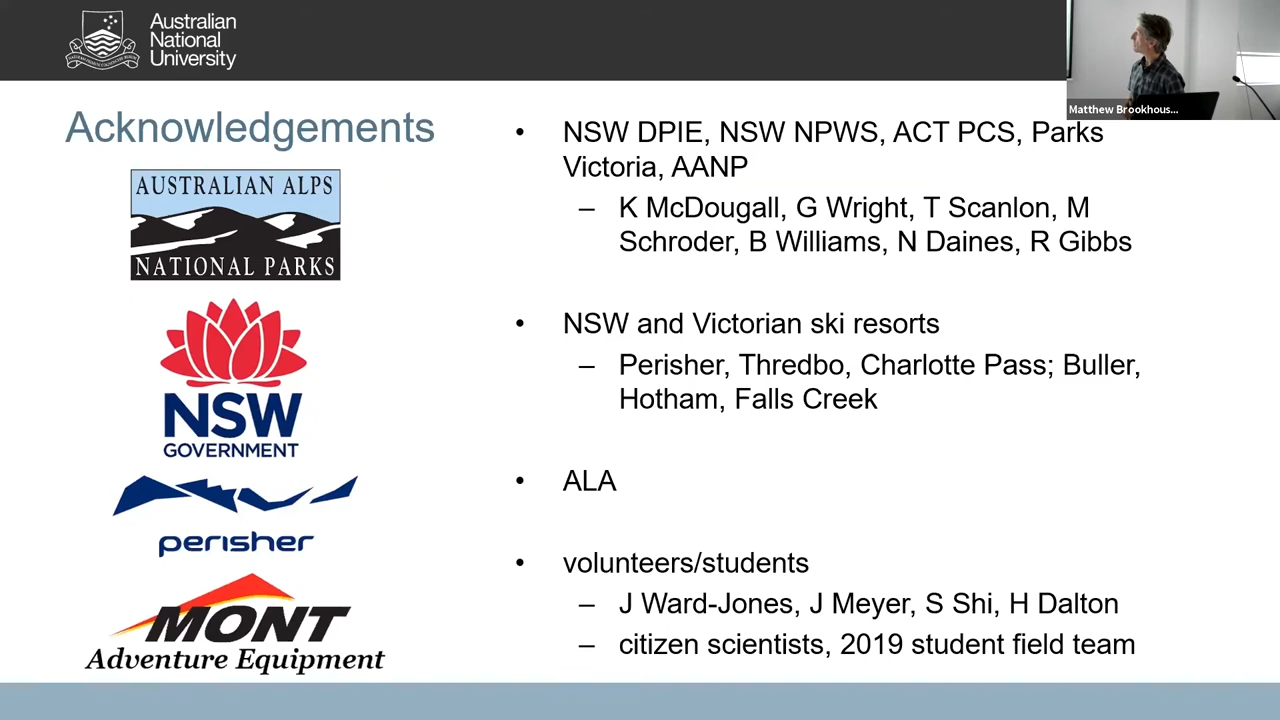 Australian
National
University
Matthew Brookhous...
Acknowledgements
AUSTRALIAN ALPS
NATIONAL PARKS
NSW
GOVERNMENT
perisher
MONT
Adventure Equipment
• NSW DPIE, NSW NPWS, ACT PCS, Parks
Victoria, AANP
– K McDougall, G Wright, T Scanlon, M
Schroder, B Williams, N Daines, R Gibbs
• NSW and Victorian ski resorts
– Perisher, Thredbo, Charlotte Pass; Buller,
Hotham, Falls Creek
• ALA
• volunteers/students
– J Ward-Jones, J Meyer, S Shi, H Dalton
– citizen scientists, 2019 student field team